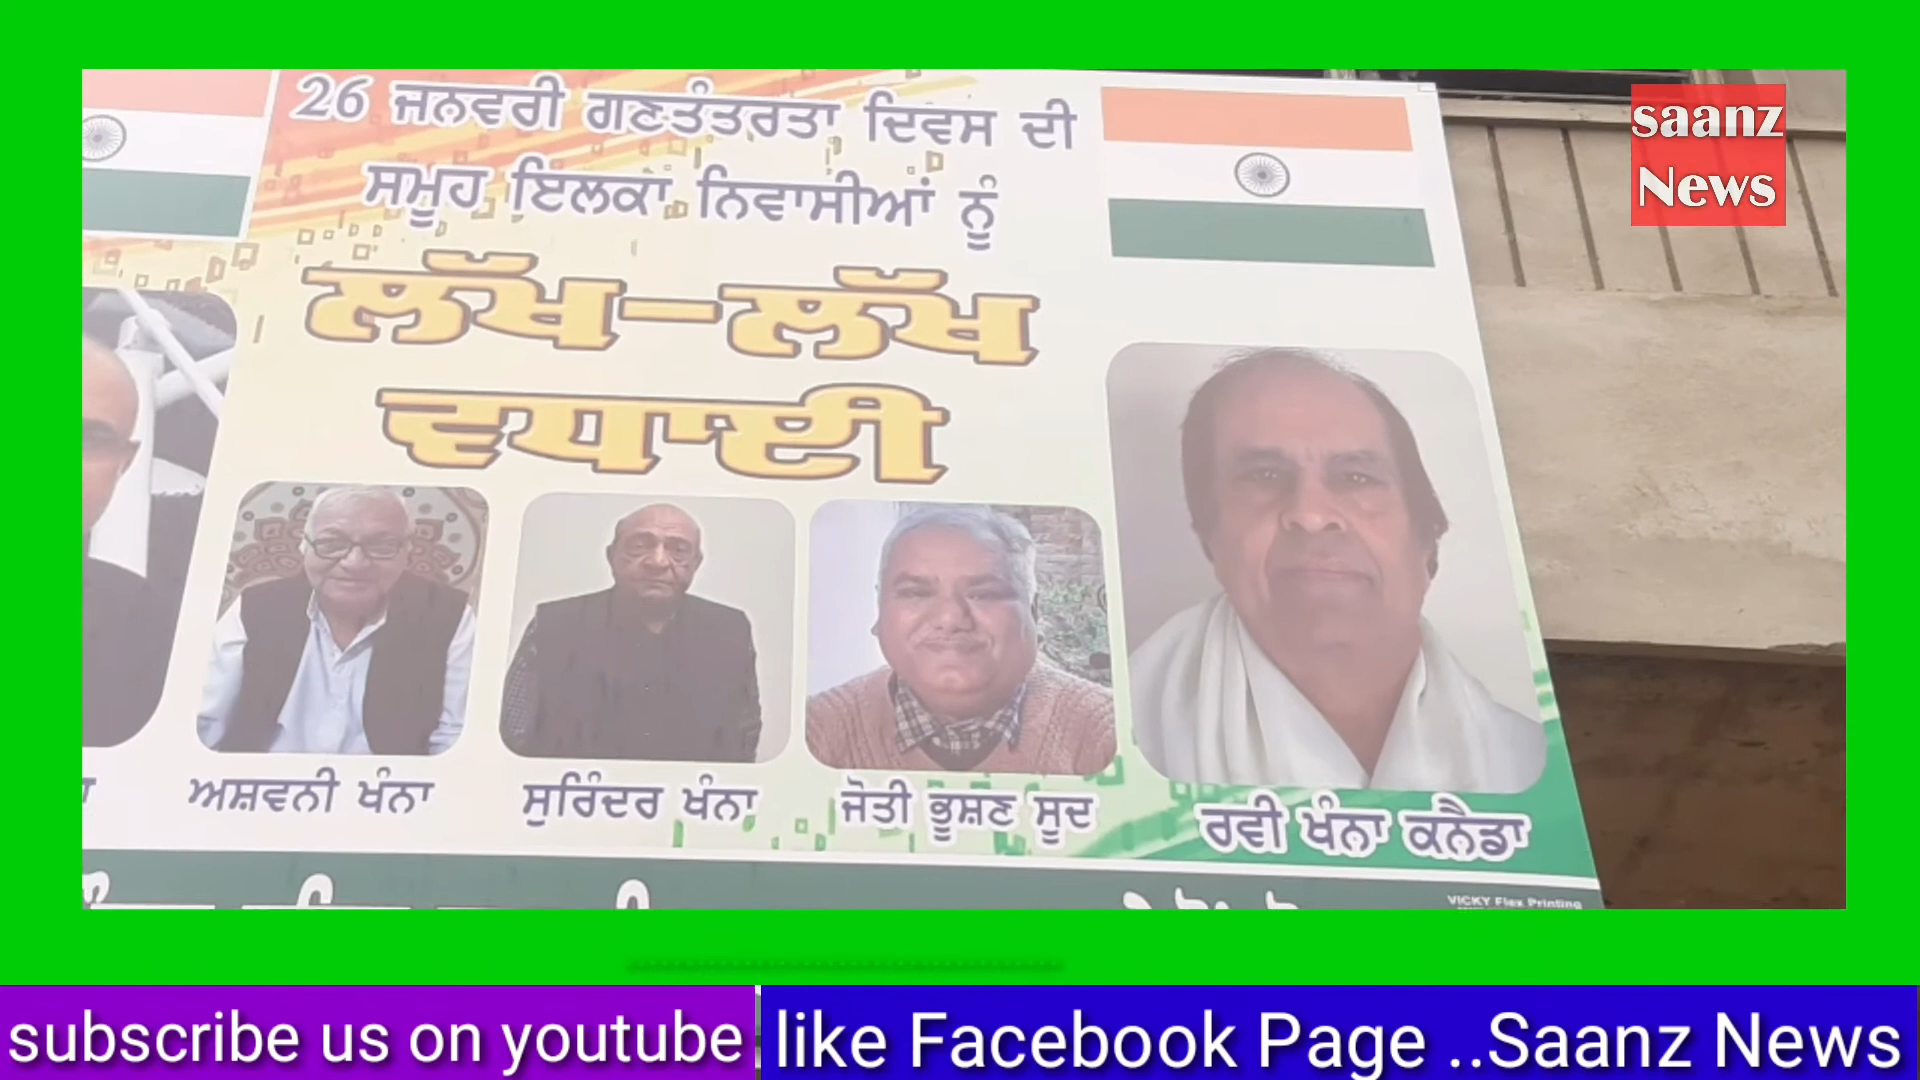 26 ਜਨਵਰੀ ਗਣਤੰਤਰਤਾ ਦਿਵਸ ਦੀ
ਸਮੂਹ ਇਲਕਾ ਨਿਵਾਸੀਆਂ ਨੂੰ
ਲੱਖ-ਲੱਖ
ਵਧਾਈ
ਅਸ਼ਵਨੀ ਖੰਨਾ
ਸੁਰਿੰਦਰ ਖੰਨਾ
ਜੋਤੀ ਭੂਸ਼ਣ ਸੂਦ
ਰਵੀ ਖੰਨਾ ਕਨੈਡਾ
VICKY Flex Printing
saanz
News
subscribe us on youtube
like Facebook Page ..Saanz News